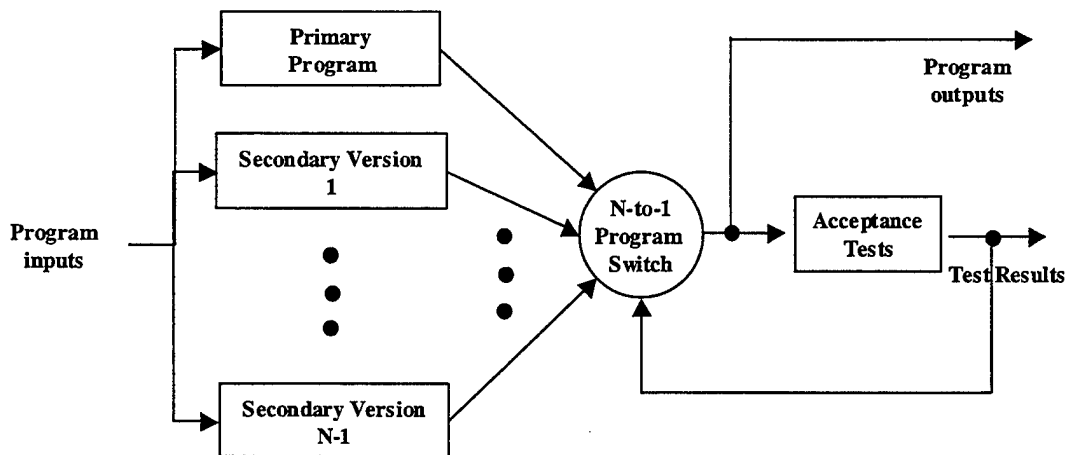 Primary
Program
Program
outputs
Secondary Version
1
N-to-1
Program
Switch
Acceptance
Tests
Program
inputs
Test Results
Secondary Version
N-1